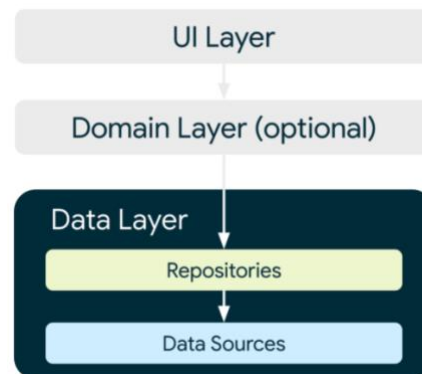 UI Layer
Domain Layer (optional)
Data Layer
Repositories
Data Sources